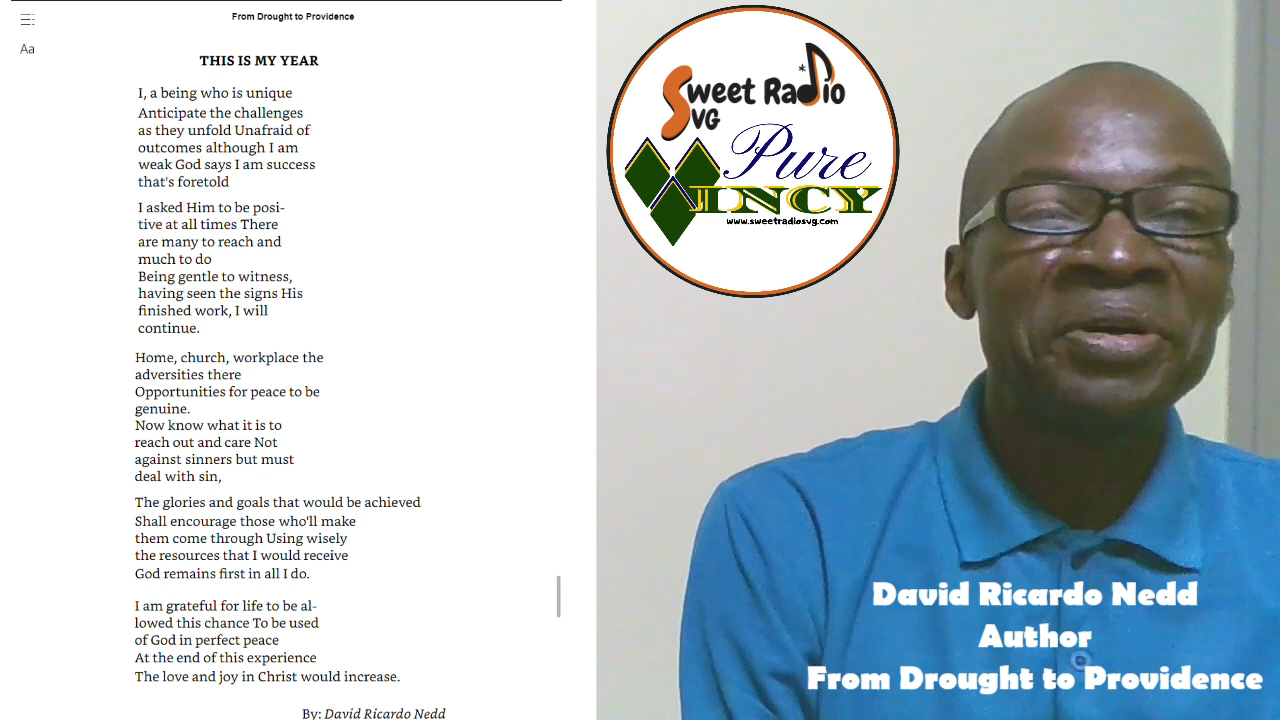 From Drought to Providence
Aa
THIS IS MY YEAR
I, a being who is unique
Anticipate the challenges
as they unfold Unafraid of
outcomes although I am
weak God says I am success
that's foretold
I asked Him to be posi-
tive at all times There
are many to reach and
much to do
Being gentle to witness,
having seen the signs His
finished work, I will
continue.
Home, church, workplace the
adversities there
Opportunities for peace to be
genuine.
Now know what it is to
reach out and care Not
against sinners but must
deal with sin,
The glories and goals that would be achieved
Shall encourage those who'll make
them come through Using wisely
the resources that I would receive
God remains first in all I do.
I am grateful for life to be al-
lowed this chance To be used
of God in perfect peace
At the end of this experience
The love and joy in Christ would increase.
By: David Ricardo Nedd
Sweet Radio
SVG
Pure
VINCY
www.sweetradiosvg.com
David Ricardo Nedd
Author
From Drought to Providence